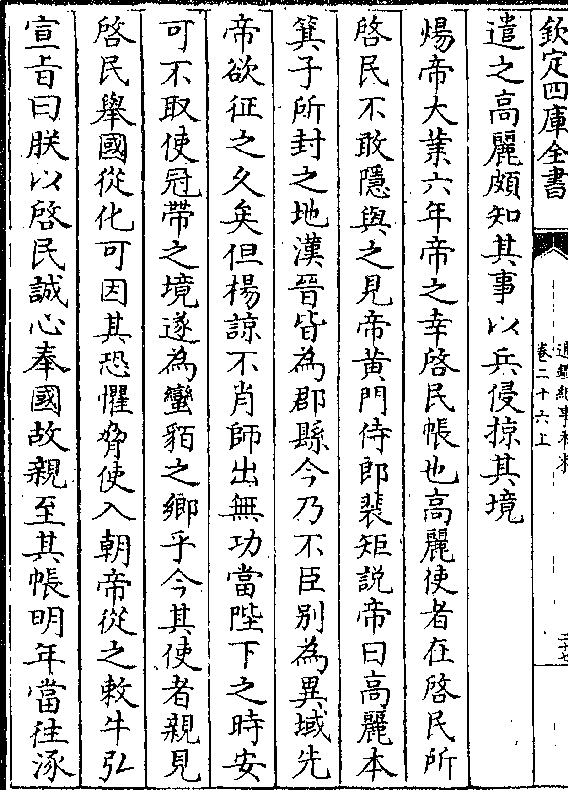 欽定四庫全書
卷二十六上
遣之高麗頗知其事以兵侵掠其境
煬帝大業六年帝之幸啓民帳也高麗使者在啓民所
啓民不敢隱與之見帝黃門侍郎裴矩說帝曰高麗本
箕子所封之地漢晉皆為郡縣今乃不臣别為異域先
帝欲征之久矣但楊諒不肖師出無功當陛下之時安
可不取使冠帶之境遂為蠻貊之鄉乎今其使者親見
啓民舉國從化可因其恐懼脅使入朝帝從之敕牛弘
宣旨曰朕以啓民誠心奉國故親至其帳明年當往涿